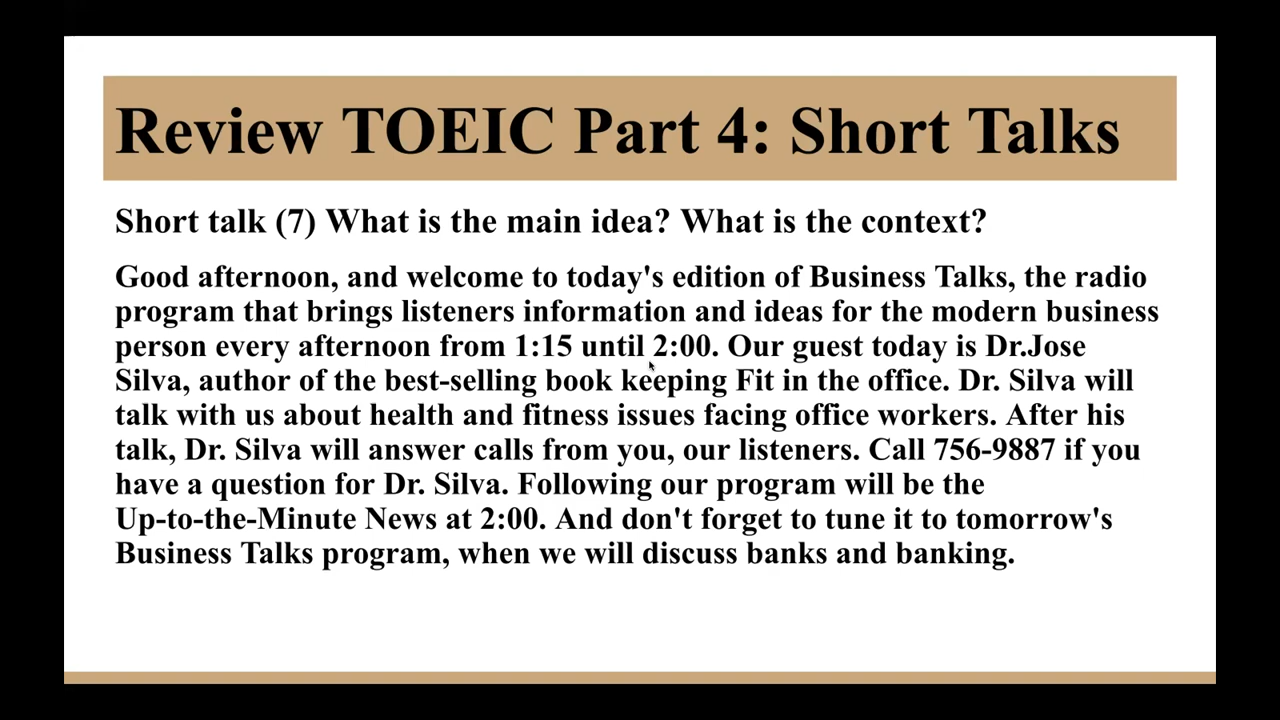 Review TOEIC Part 4: Short Talks
Short talk (7) What is the main idea? What is the context?
Good afternoon, and welcome to today's edition of Business Talks, the radio
program that brings listeners information and ideas for the modern business
person every afternoon from 1:15 until 2:00. Our guest today is Dr.Jose
Silva, author of the best-selling book keeping Fit in the office. Dr. Silva will
talk with us about health and fitness issues facing office workers. After his
talk, Dr. Silva will answer calls from you, our listeners. Call 756-9887 if you
have a question for Dr. Silva. Following our program will be the
Up-to-the-Minute News at 2:00. And don't forget to tune it to tomorrow's
Business Talks program, when we will discuss banks and banking.